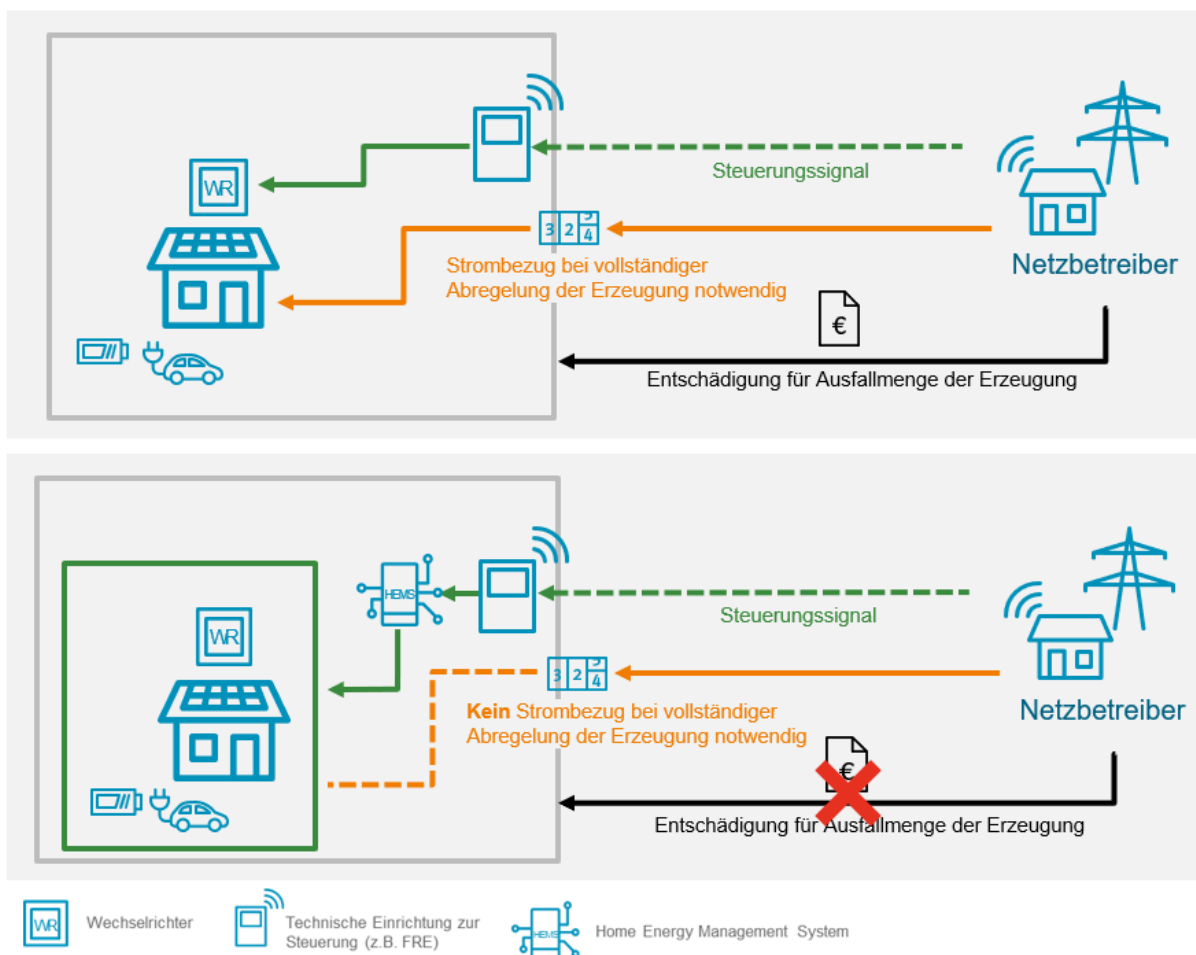 WR
Steuerungssignal
3 2 3 4
Strombezug bei vollständiger
Abregelung der Erzeugung notwendig
Netzbetreiber
€
Entschädigung für Ausfallmenge der Erzeugung
HEMS
WR
Steuerungssignal
3 2 3 4
Kein Strombezug bei vollständiger
Abregelung der Erzeugung notwendig
Netzbetreiber
€
Entschädigung für Ausfallmenge der Erzeugung
WR
Wechselrichter
Technische Einrichtung zur
Steuerung (z.B. FRE)
HEMS
Home Energy Management System